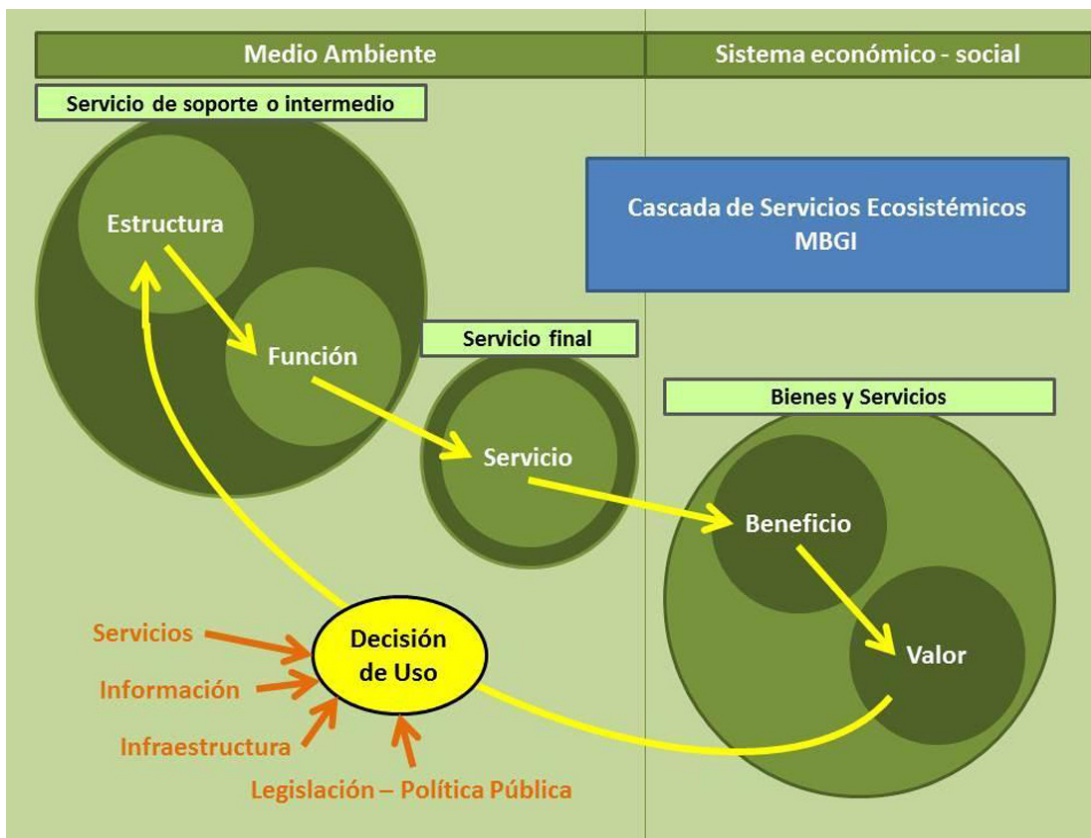 Medio Ambiente
Sistema económico - social
Servicio de soporte o intermedio
Estructura
Cascada de Servicios Ecosistémicos
MBGI
Función
Servicio final
Servicio
Bienes y Servicios
Beneficio
Valor
Decisión
de Uso
Servicios
Información
Infraestructura
Legislación – Política Pública